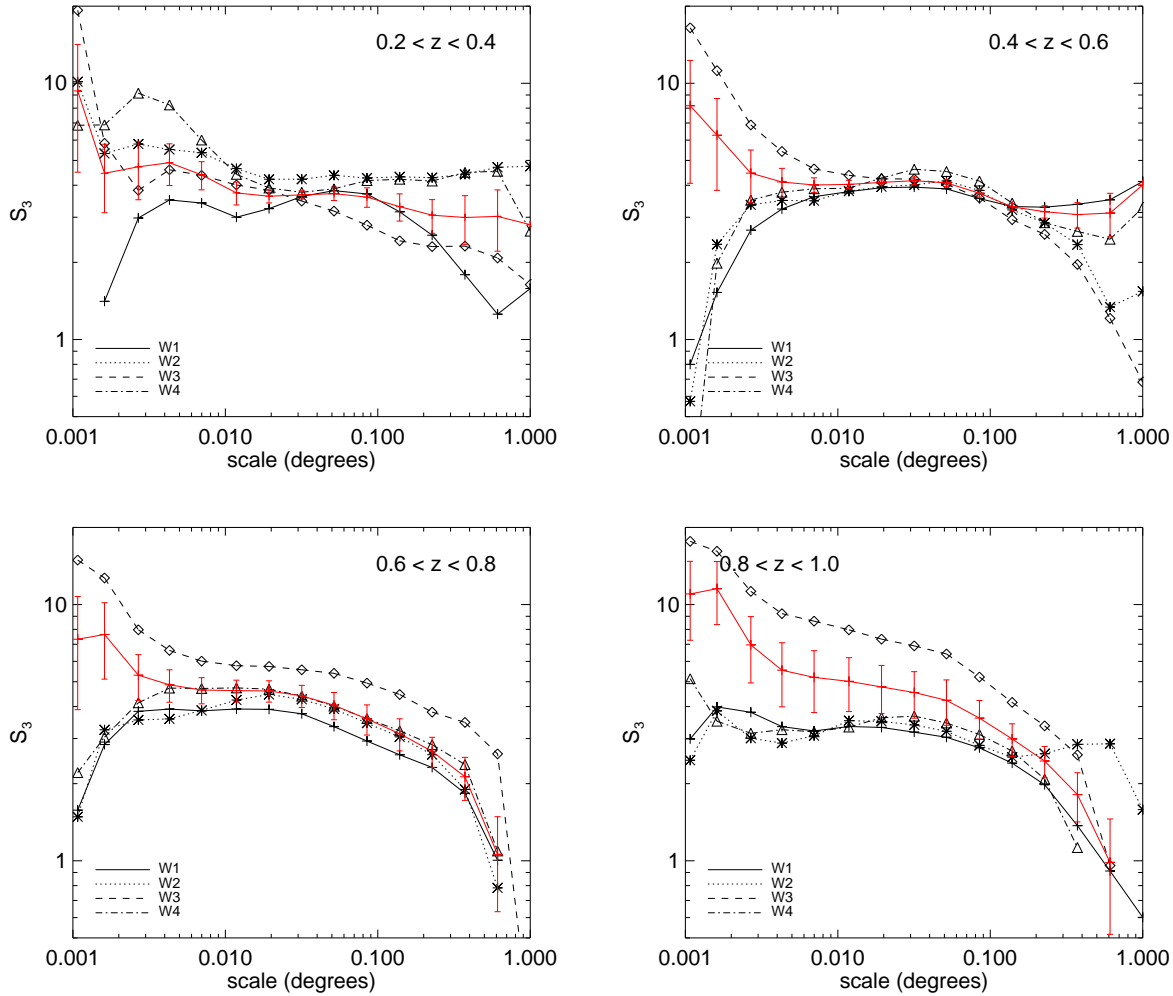 0.2 < z < 0.4
10
1
S3
W1
W2
W3
W4
0.001 0.010 0.100 1.000
scale (degrees)
0.4 < z < 0.6
10
1
S3
W1
W2
W3
W4
0.001 0.010 0.100 1.000
scale (degrees)
0.6 < z < 0.8
10
1
S3
W1
W2
W3
W4
0.001 0.010 0.100 1.000
scale (degrees)
0.8 < z < 1.0
10
1
S3
W1
W2
W3
W4
0.001 0.010 0.100 1.000
scale (degrees)